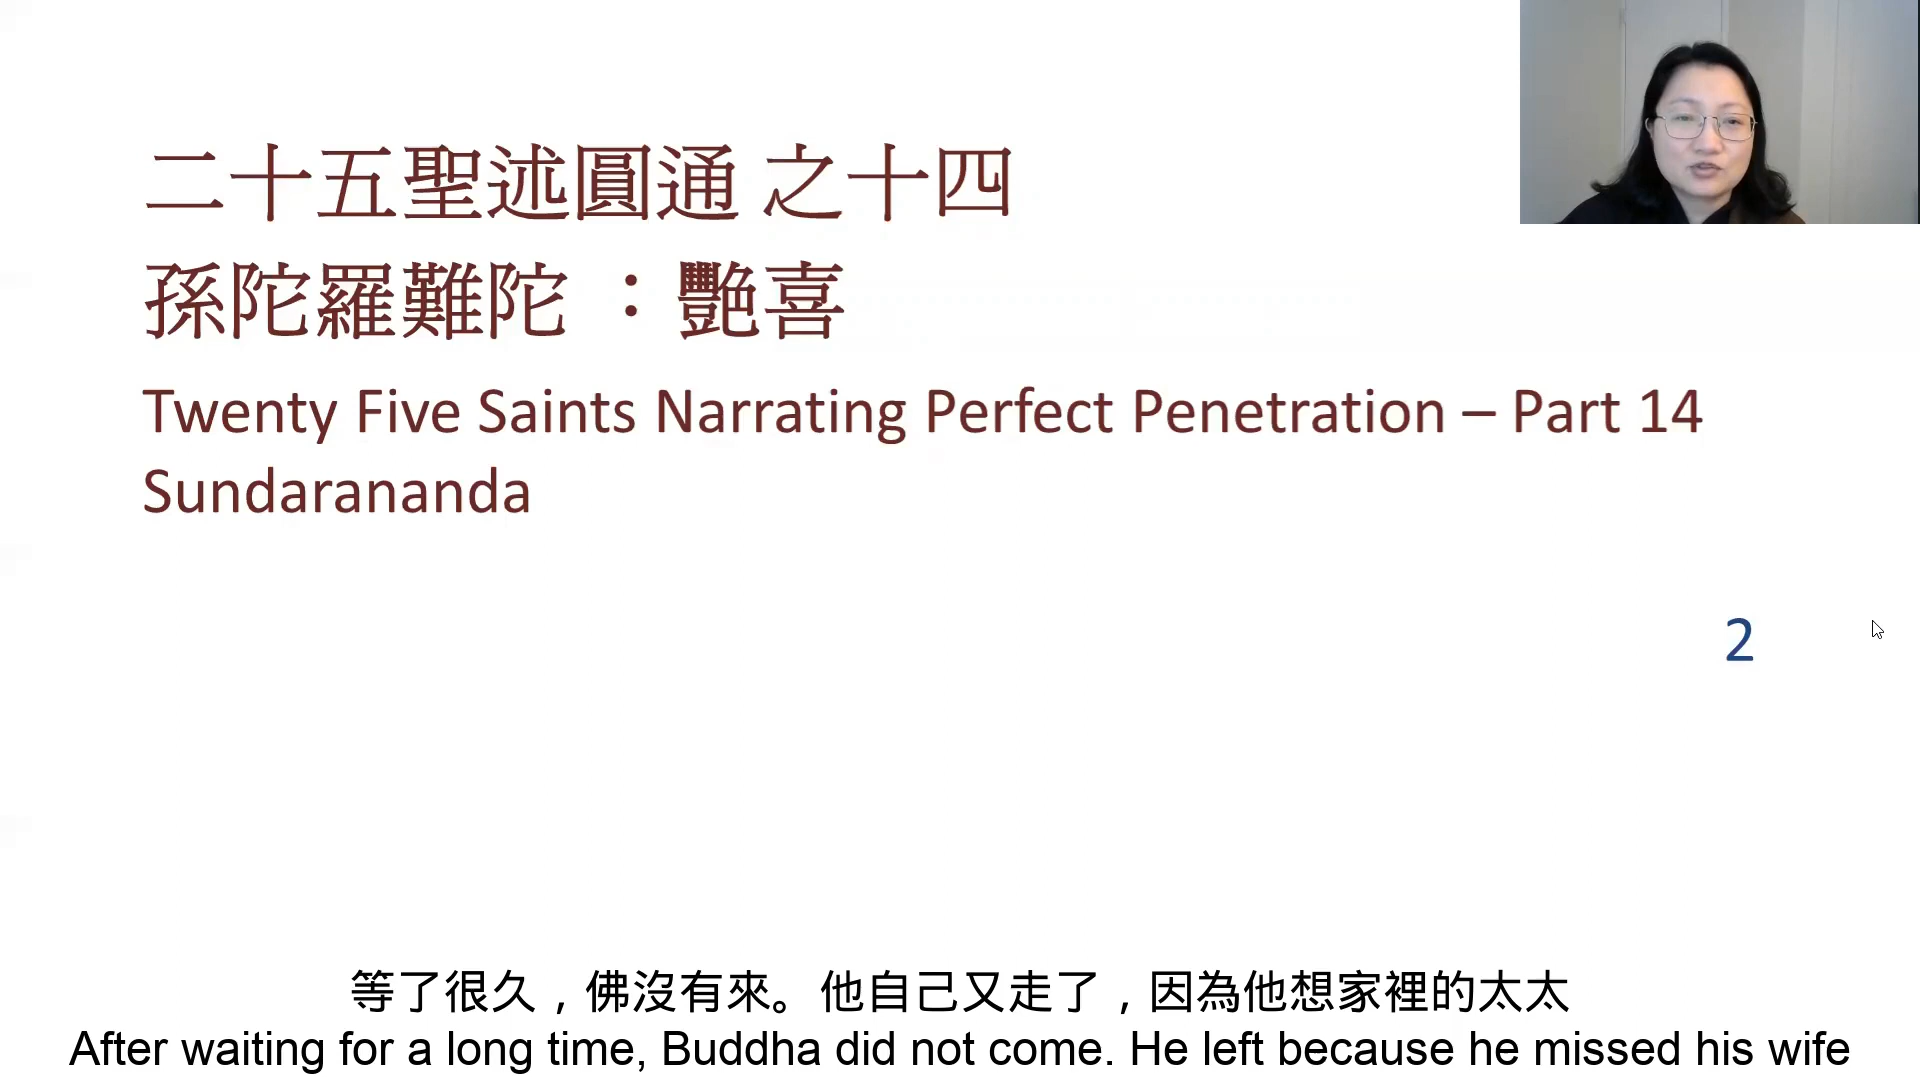 二十五聖述圓通 之十四
孫陀羅難陀 ：艷喜
Twenty Five Saints Narrating Perfect Penetration – Part 14
Sundarananda
2
等了很久，佛沒有來。他自己又走了，因為他想家裡的太太
After waiting for a long time, Buddha did not come. He left because he missed his wife